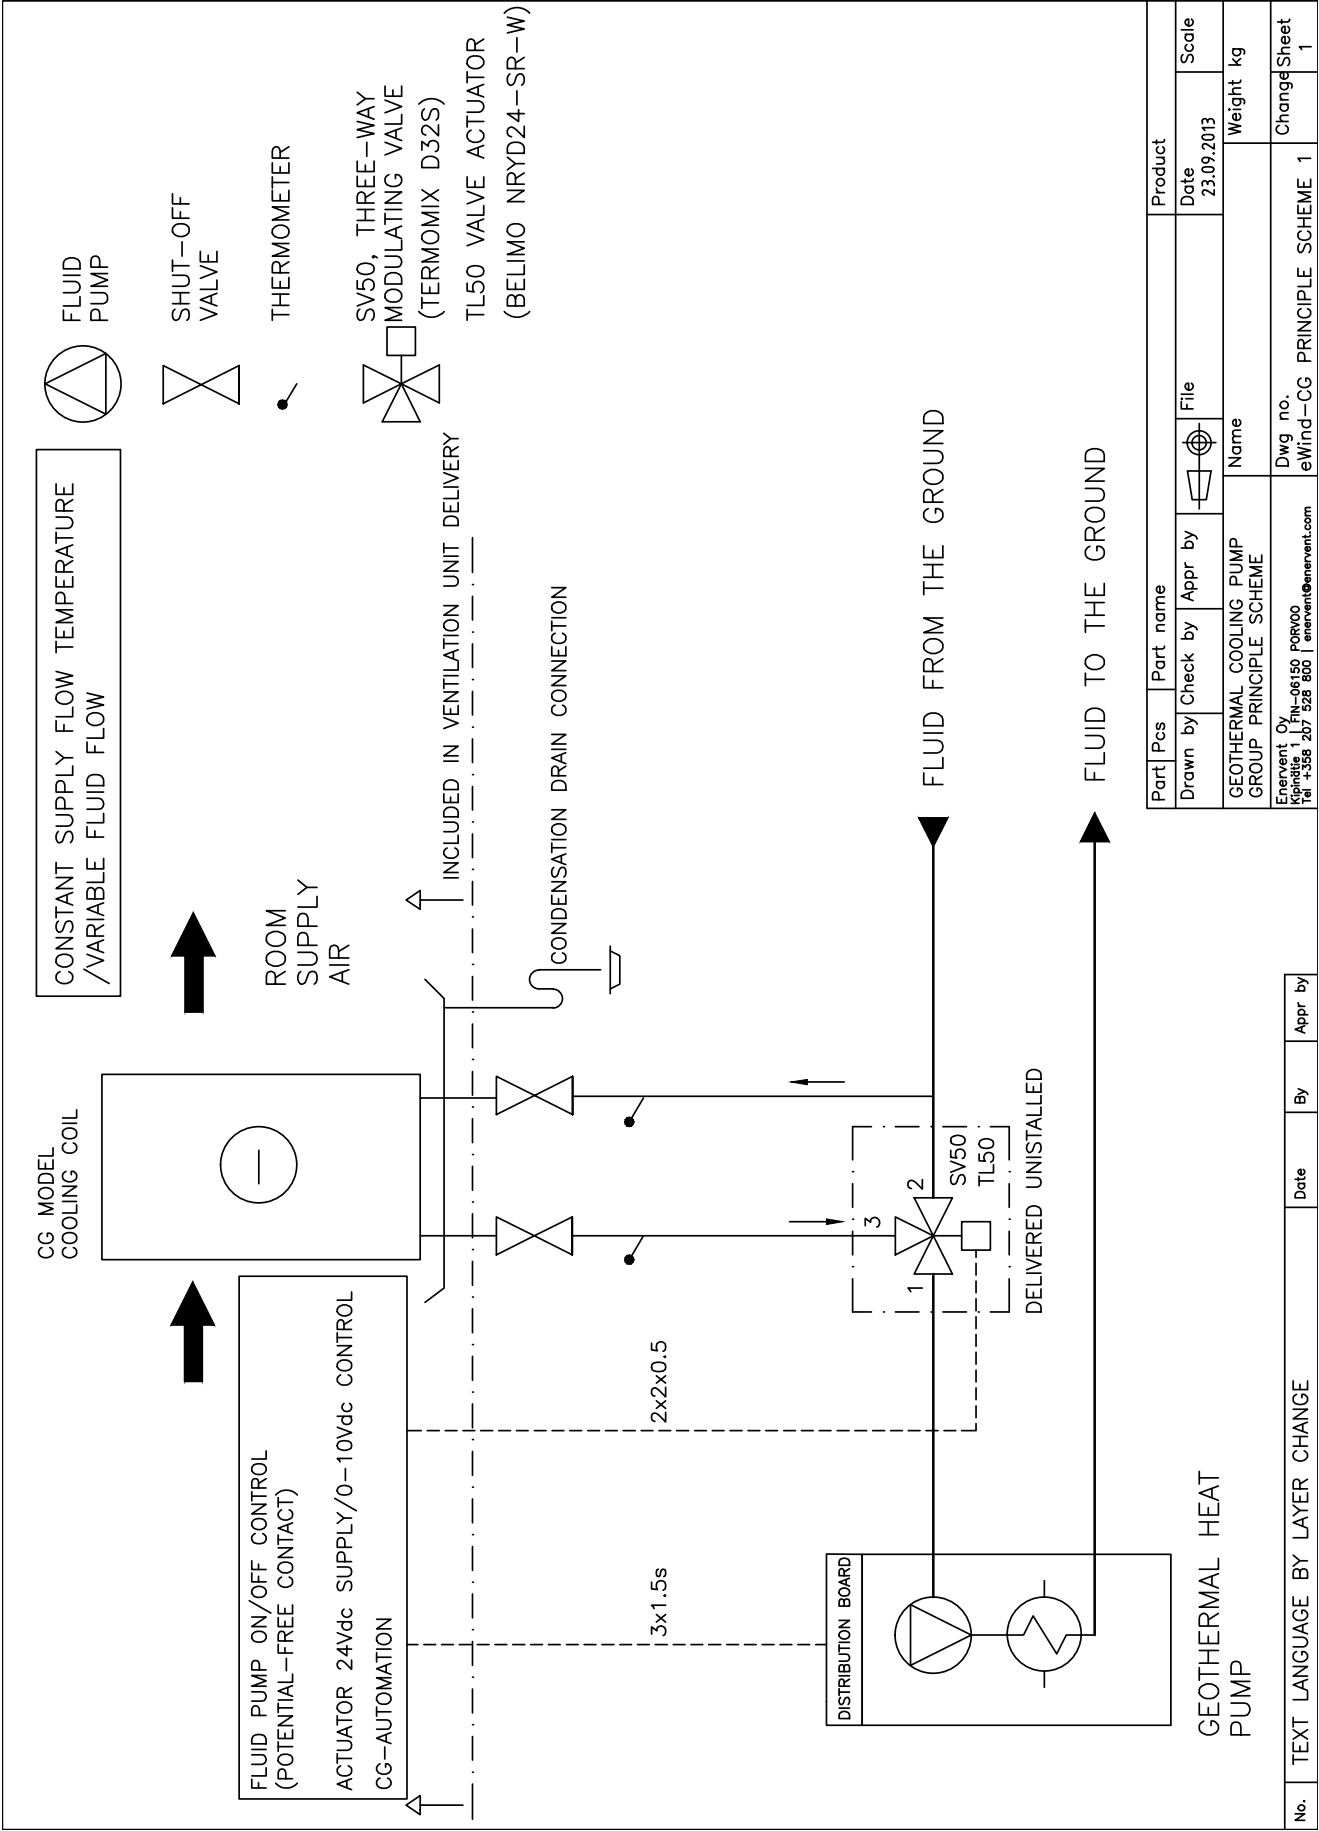 CONSTANT SUPPLY FLOW TEMPERATURE
/VARIABLE FLUID FLOW
FLUID
PUMP
SHUT-OFF
VALVE
THERMOMETER
SV50, THREE-WAY
MODULATING VALVE
(TERMOMIX D32S)
TL50 VALVE ACTUATOR
(BELIMO NRYD24-SR-W)
CG MODEL
COOLING COIL
ROOM
SUPPLY
AIR
FLUID PUMP ON/OFF CONTROL
(POTENTIAL-FREE CONTACT)
ACTUATOR 24Vdc SUPPLY/0-10Vdc CONTROL
CG-AUTOMATION
INCLUDED IN VENTILATION UNIT DELIVERY
CONDENSATION DRAIN CONNECTION
3x1.5s
2x2x0.5
3
1
2
SV50
TL50
DELIVERED UNISTALLED
FLUID FROM THE GROUND
FLUID TO THE GROUND
DISTRIBUTION BOARD
GEOTHERMAL HEAT
PUMP
Part Pcs Part name Product
Drawn by Check by Appr by File Date Scale
23.09.2013
GEOTHERMAL COOLING PUMP
GROUP PRINCIPLE SCHEME
Name Weight kg
Enervent Oy
Kipinätie 1 | FIN-06150 PORVOO
Tel +358 207 528 800 | enervent@enervent.com
Dwg no. Change Sheet
eWind-CG PRINCIPLE SCHEME 1 1
No. TEXT LANGUAGE BY LAYER CHANGE Date By Appr by